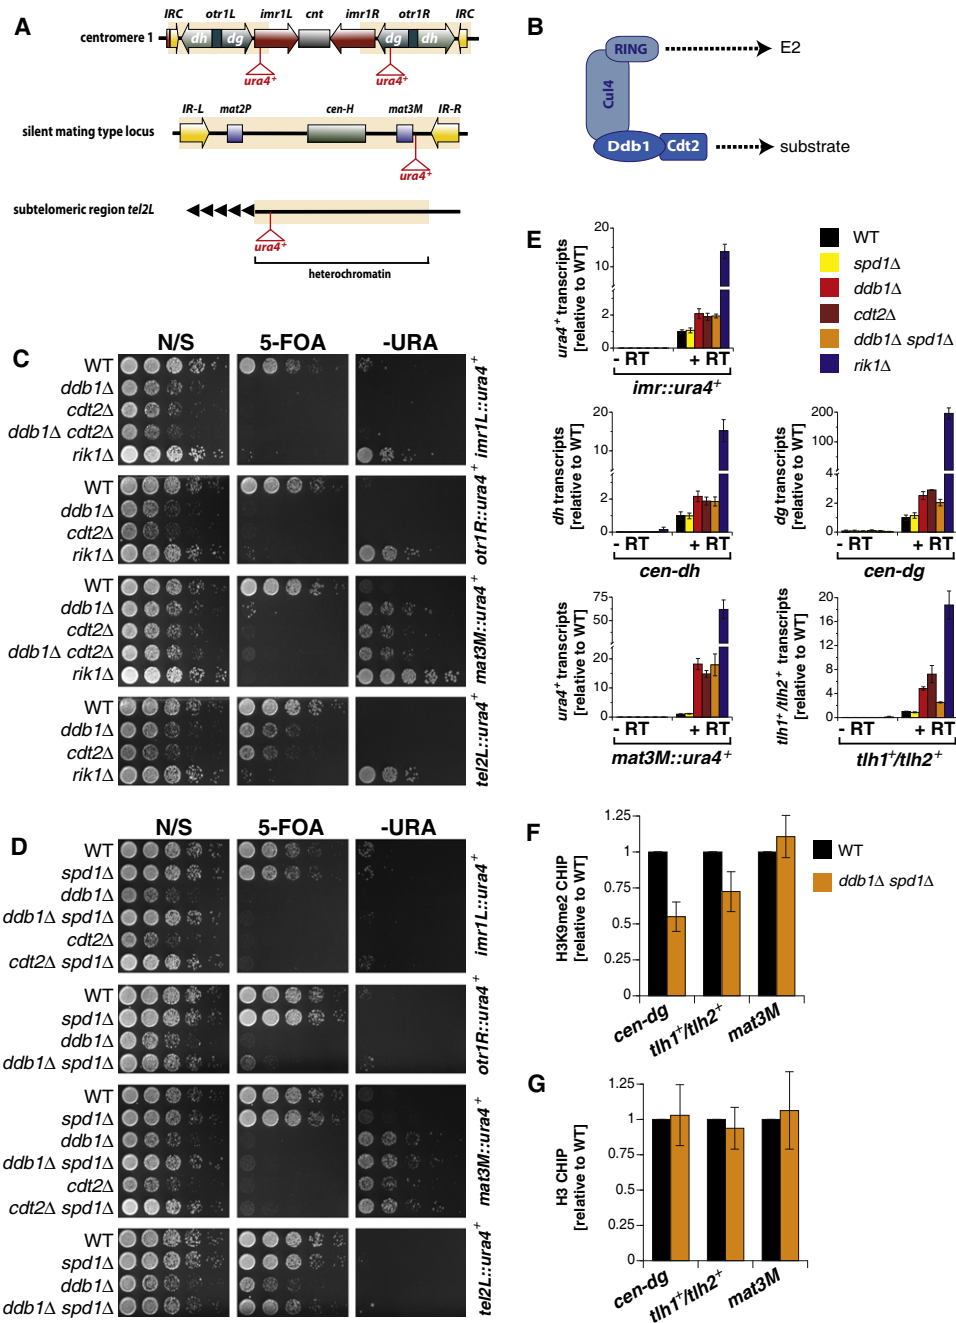 A
IRC otr1L imr1L cnt imr1R otr1R IRC
centromere 1
dh dg dg dh
ura4+ ura4+
IR-L mat2P cen-H mat3M IR-R
silent mating type locus
ura4+
subtelomeric region tel2L
ura4+
heterochromatin
B
RING
E2
Cul4
Ddb1
Cdt2
substrate
C
N/S 5-FOA -URA
WT
ddb1Δ
cdt2Δ
ddb1Δ cdt2Δ
rik1Δ
imr1L::ura4+
WT
ddb1Δ
cdt2Δ
rik1Δ
otr1R::ura4+
WT
ddb1Δ
cdt2Δ
ddb1Δ cdt2Δ
rik1Δ
mat3M::ura4+
WT
ddb1Δ
cdt2Δ
rik1Δ
tel2L::ura4+
D
N/S 5-FOA -URA
WT
spd1Δ
ddb1Δ
ddb1Δ spd1Δ
cdt2Δ
cdt2Δ spd1Δ
imr1L::ura4+
WT
spd1Δ
ddb1Δ
ddb1Δ spd1Δ
otr1R::ura4+
WT
spd1Δ
ddb1Δ
ddb1Δ spd1Δ
cdt2Δ
cdt2Δ spd1Δ
mat3M::ura4+
WT
spd1Δ
ddb1Δ
ddb1Δ spd1Δ
tel2L::ura4+
E
ura4+ transcripts
[relative to WT]
20
10
2
0
- RT + RT
imr::ura4+
WT
spd1Δ
ddb1Δ
cdt2Δ
ddb1Δ spd1Δ
rik1Δ
dh transcripts
[relative to WT]
20
10
2
0
- RT + RT
cen-dh
dg transcripts
[relative to WT]
200
100
4
2
0
- RT + RT
cen-dg
ura4+ transcripts
[relative to WT]
75
50
20
10
0
- RT + RT
mat3M::ura4+
tlh1+/tlh2+ transcripts
[relative to WT]
20
16
12
8
4
0
- RT + RT
tlh1+/tlh2+
F
H3K9me2 CHIP
[relative to WT]
1.25
1
0.75
0.5
0.25
0
cen-dg tlh1+/tlh2+ mat3M
WT
ddb1Δ spd1Δ
G
H3 CHIP
[relative to WT]
1.25
1
0.75
0.5
0.25
0
cen-dg tlh1+/tlh2+ mat3M